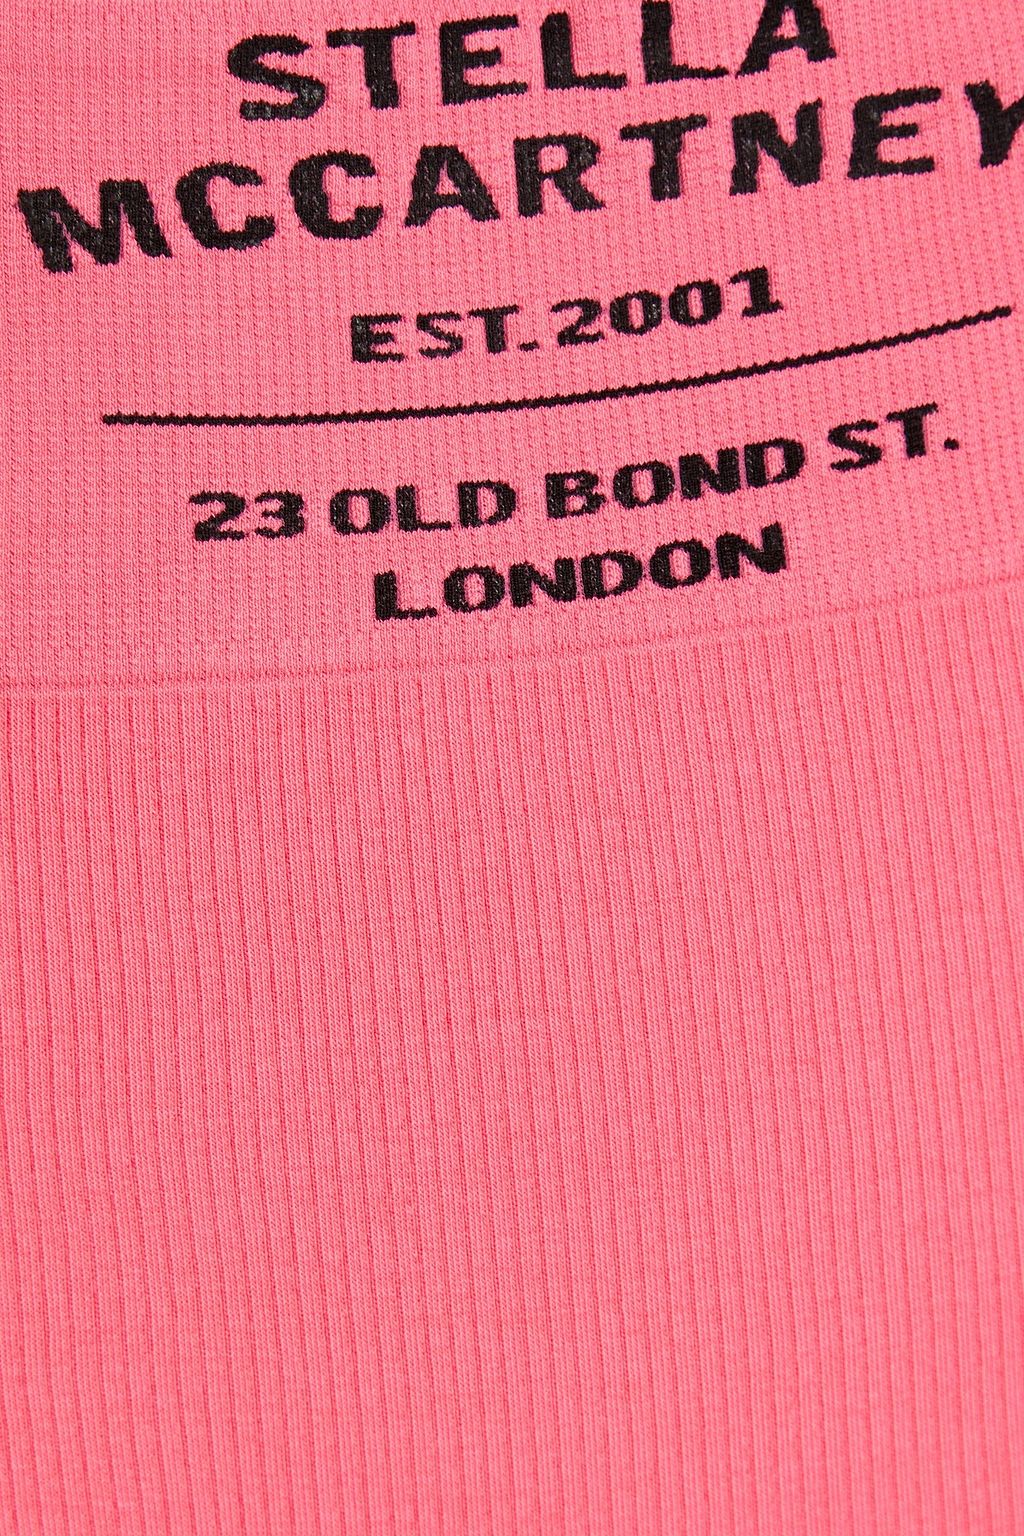 STELLA
MCCARTNEY
EST. 2001
23 OLD BOND ST.
LONDON